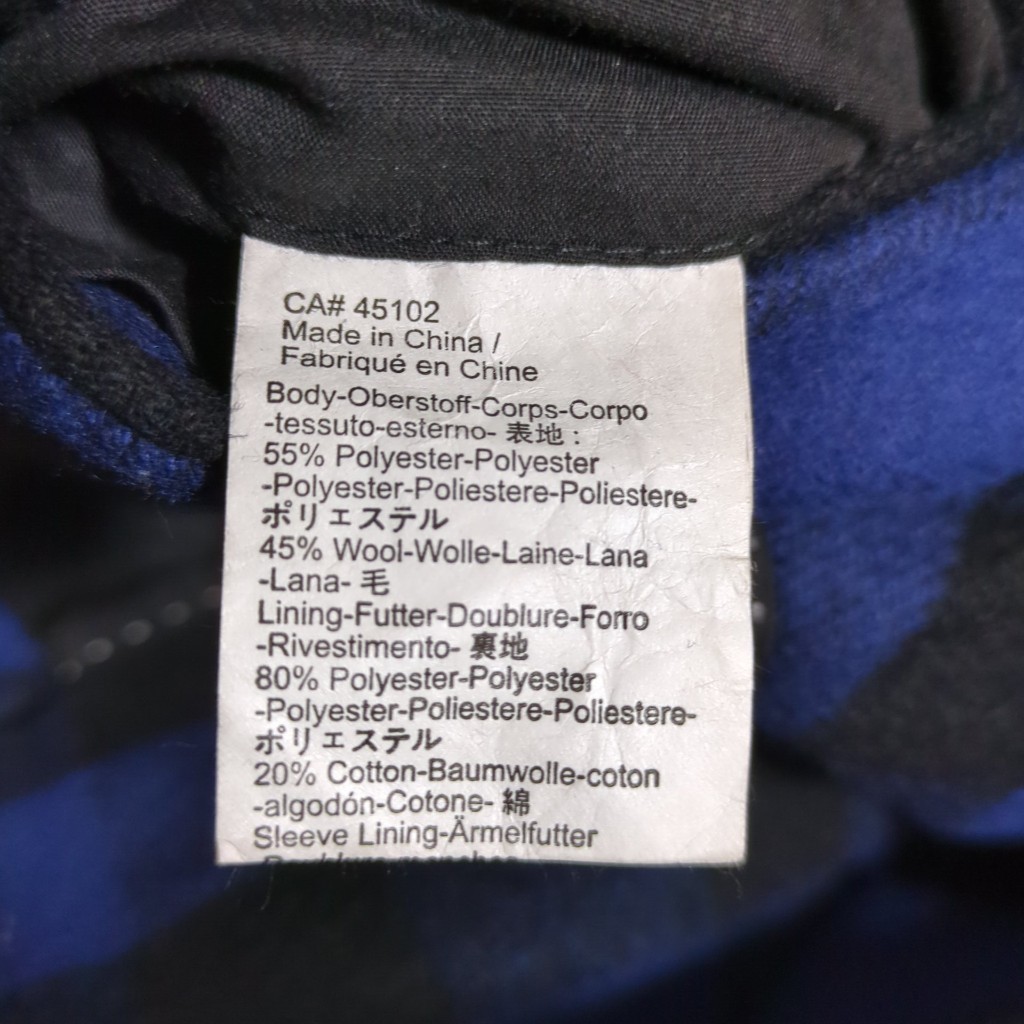 CA# 45102
Made in China /
Fabriqué en Chine
Body-Oberstoff-Corps-Corpo
-tessuto-esterno- 表地 :
55% Polyester-Polyester
-Polyester-Poliestere-Poliestere-
ポリエステル
45% Wool-Wolle-Laine-Lana
-Lana- 毛
Lining-Futter-Doublure-Forro
-Rivestimento- 裏地
80% Polyester-Polyester
-Polyester-Poliestere-Poliestere-
ポリエステル
20% Cotton-Baumwolle-coton
-algodón-Cotone- 綿
Sleeve Lining-Ärmelfutter